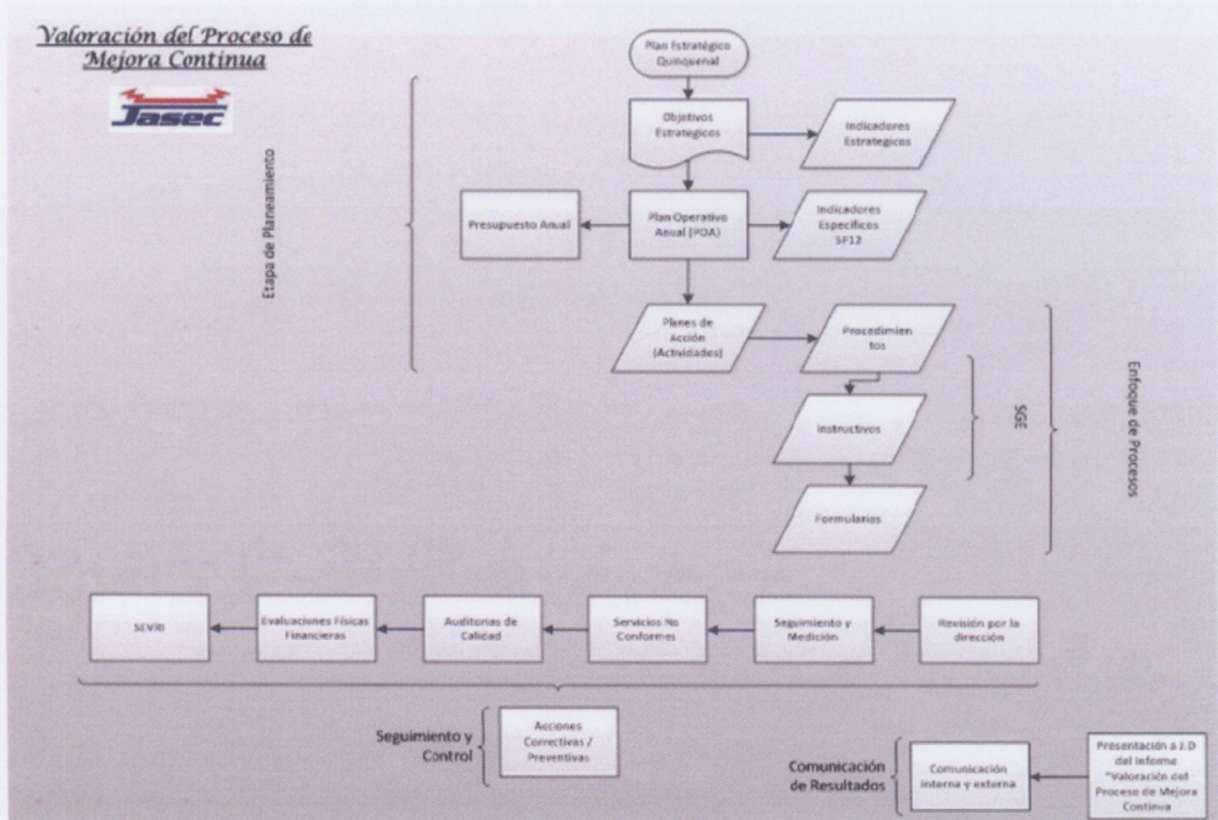 Valoración del Proceso de
Mejora Continua
Jasec
Etapa de Planeamiento
Plan Estratégico
Quinquenal
Objetivos
Estrategicos
Indicadores
Estrategicos
Presupuesto Anual
Plan Operativo
Anual (POA)
Indicadores
Específicos
SF12
Planes de
Acción
(Actividades)
Procedimien
tos
Instructivos
Formularios
SGE
Enfoque de Procesos
SEVRI
Evaluaciones Físicas
Financieras
Auditorias de
Calidad
Servicios No
Conformes
Seguimiento y
Medición
Revisión por la
dirección
Seguimiento y
Control
Acciones
Correctivas /
Preventivas
Comunicación
de Resultados
Comunicación
interna y externa
Presentación a J.D
del Informe
"Valoración del
Proceso de Mejora
Continua